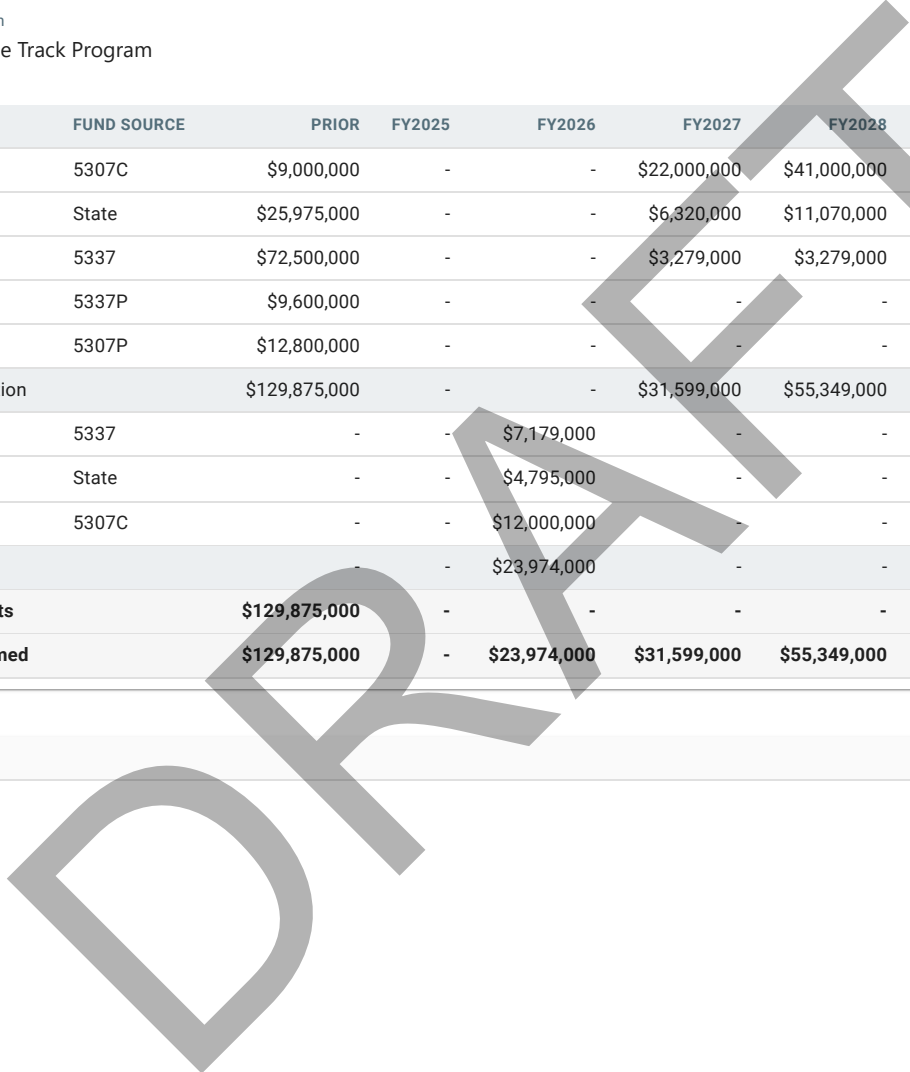 n
e Track Program
FUND SOURCE PRIOR FY2025 FY2026 FY2027 FY2028
5307C $9,000,000 - - $22,000,000 $41,000,000
State $25,975,000 - - $6,320,000 $11,070,000
5337 $72,500,000 - - $3,279,000 $3,279,000
5337P $9,600,000 - - - -
5307P $12,800,000 - - - -
ion $129,875,000 - - $31,599,000 $55,349,000
5337 - - $7,179,000 - -
State - - $4,795,000 - -
5307C - - $12,000,000 - -
- - $23,974,000 - -
ts $129,875,000 - - - -
med $129,875,000 - $23,974,000 $31,599,000 $55,349,000
DRAFT